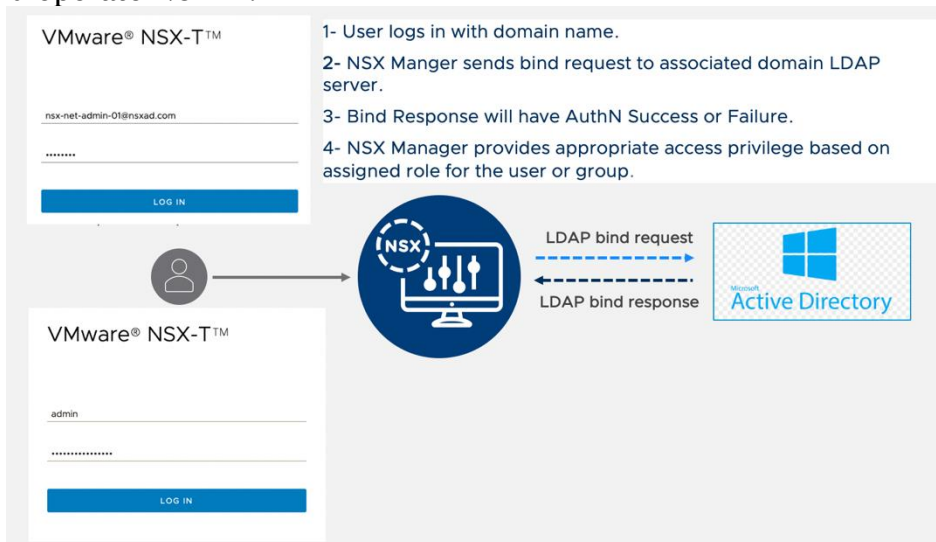 VMware® NSX-T™
nsx-net-admin-01@nsxad.com
••••••••
LOG IN
1- User logs in with domain name.
2- NSX Manger sends bind request to associated domain LDAP
server.
3- Bind Response will have AuthN Success or Failure.
4- NSX Manager provides appropriate access privilege based on
assigned role for the user or group.
NSX
LDAP bind request
LDAP bind response
Microsoft
Active Directory
VMware® NSX-T™
admin
••••••••••••••••
LOG IN